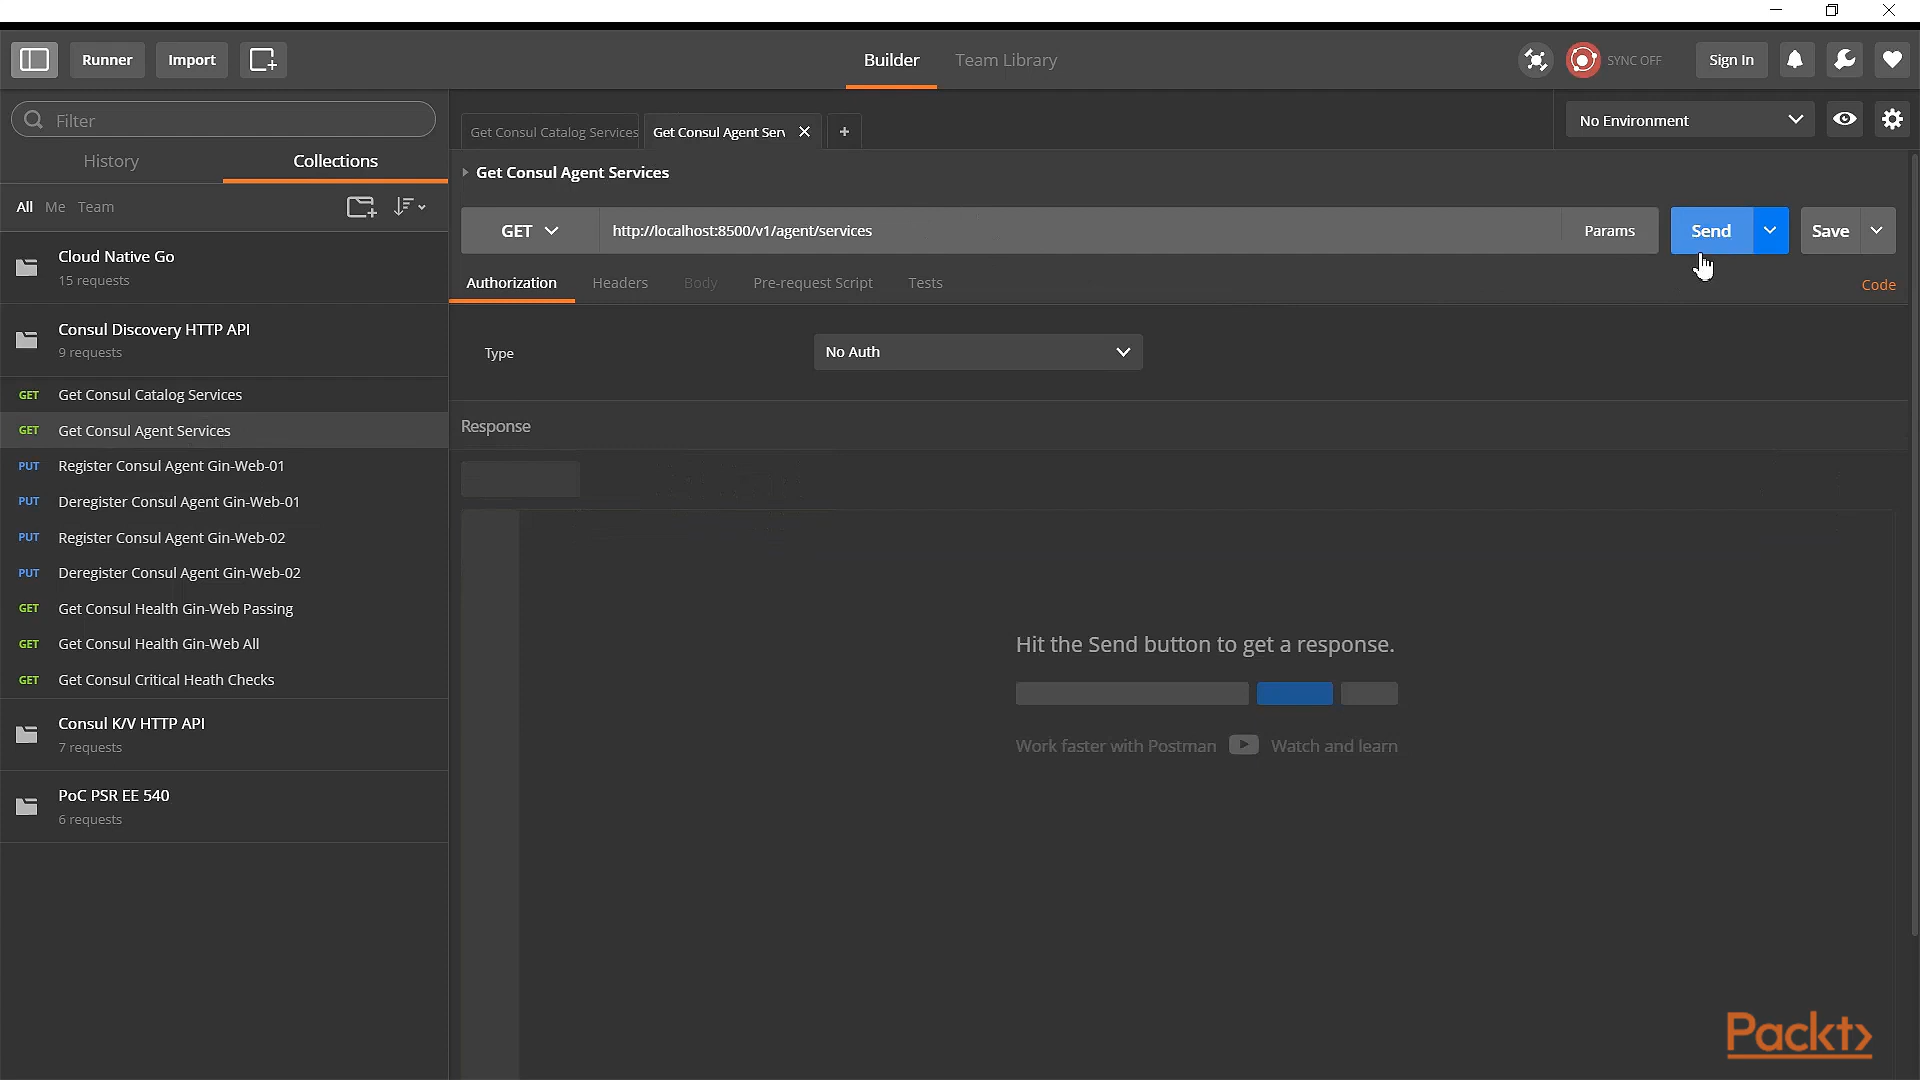 Runner
Import
Builder
Team Library
SYNC OFF
Sign In
Filter
History
Collections
All Me Team
Cloud Native Go
15 requests
Consul Discovery HTTP API
9 requests
GET Get Consul Catalog Services
GET Get Consul Agent Services
PUT Register Consul Agent Gin-Web-01
PUT Deregister Consul Agent Gin-Web-01
PUT Register Consul Agent Gin-Web-02
PUT Deregister Consul Agent Gin-Web-02
GET Get Consul Health Gin-Web Passing
GET Get Consul Health Gin-Web All
GET Get Consul Critical Heath Checks
Consul K/V HTTP API
7 requests
PoC PSR EE 540
6 requests
Get Consul Catalog Services
Get Consul Agent Serv
No Environment
Get Consul Agent Services
GET
http://localhost:8500/v1/agent/services
Params
Send
Save
Authorization
Headers
Body
Pre-request Script
Tests
Code
Type
No Auth
Response
Hit the Send button to get a response.
Work faster with Postman
Watch and learn
Packt>